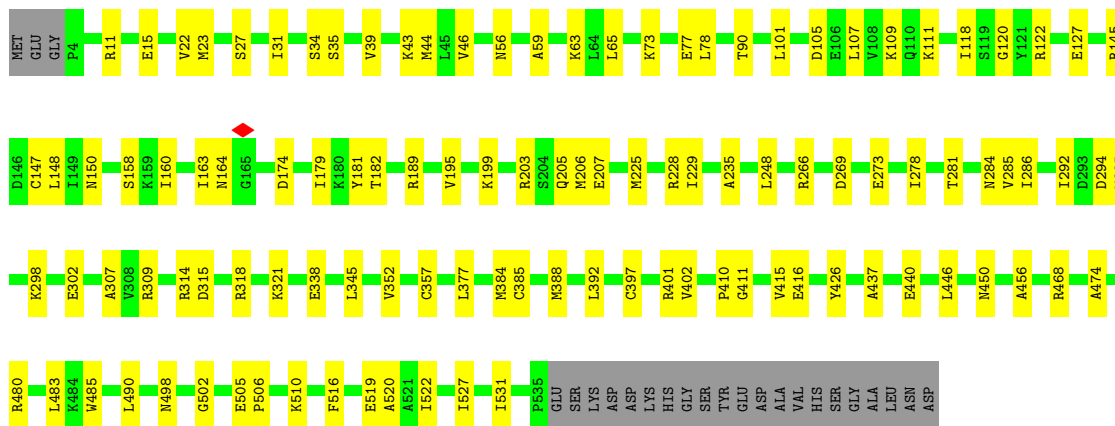 MET GLU GLY P4 R11 E15 V22 M23 S27 I31 S34 S35 V39 K43 M44 L45 V46 N56 A59 K63 L64 L65 K73 E77 L78 T90 L101 D105 E106 L107 V108 K109 Q110 K111 I118 S119 G120 Y121 R122 E127
D146 C147 L148 I149 N150 S158 K159 I160 I163 N164 G165 D174 I179 K180 Y181 T182 R189 V195 K199 R203 S204 Q205 M206 E207 M225 R228 I229 A235 L248 R266 D269 E273 I278 T281 N284 V285 I286 I292 D293 D294
K298 E302 A307 V308 R309 R314 D315 R318 K321 E338 L345 V352 C357 L377 M384 C385 M388 L392 C397 R401 V402 P410 G411 V415 E416 Y426 A437 E440 L446 N450 A456 R468 A474
R480 L483 K484 W485 L490 N498 G502 E505 P506 K510 F516 E519 A520 A521 I522 I527 I531 P535 GLU SER LYS ASP ASP LYS HIS GLY SER TYR GLU ASP ALA VAL HIS SER GLY ALA LEU ASN ASP